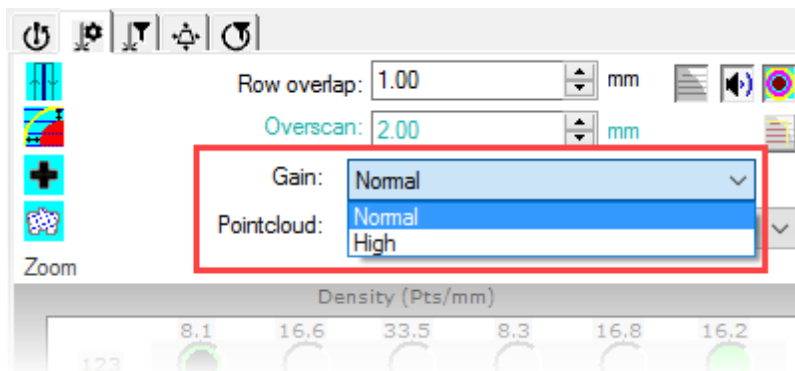 Row overlap: 1.00 mm
Overscan: 2.00 mm
Gain: Normal
Normal
Pointcloud:
High
Zoom
Density (Pts/mm)
8.1 16.6 33.5 8.3 16.8 16.2
123